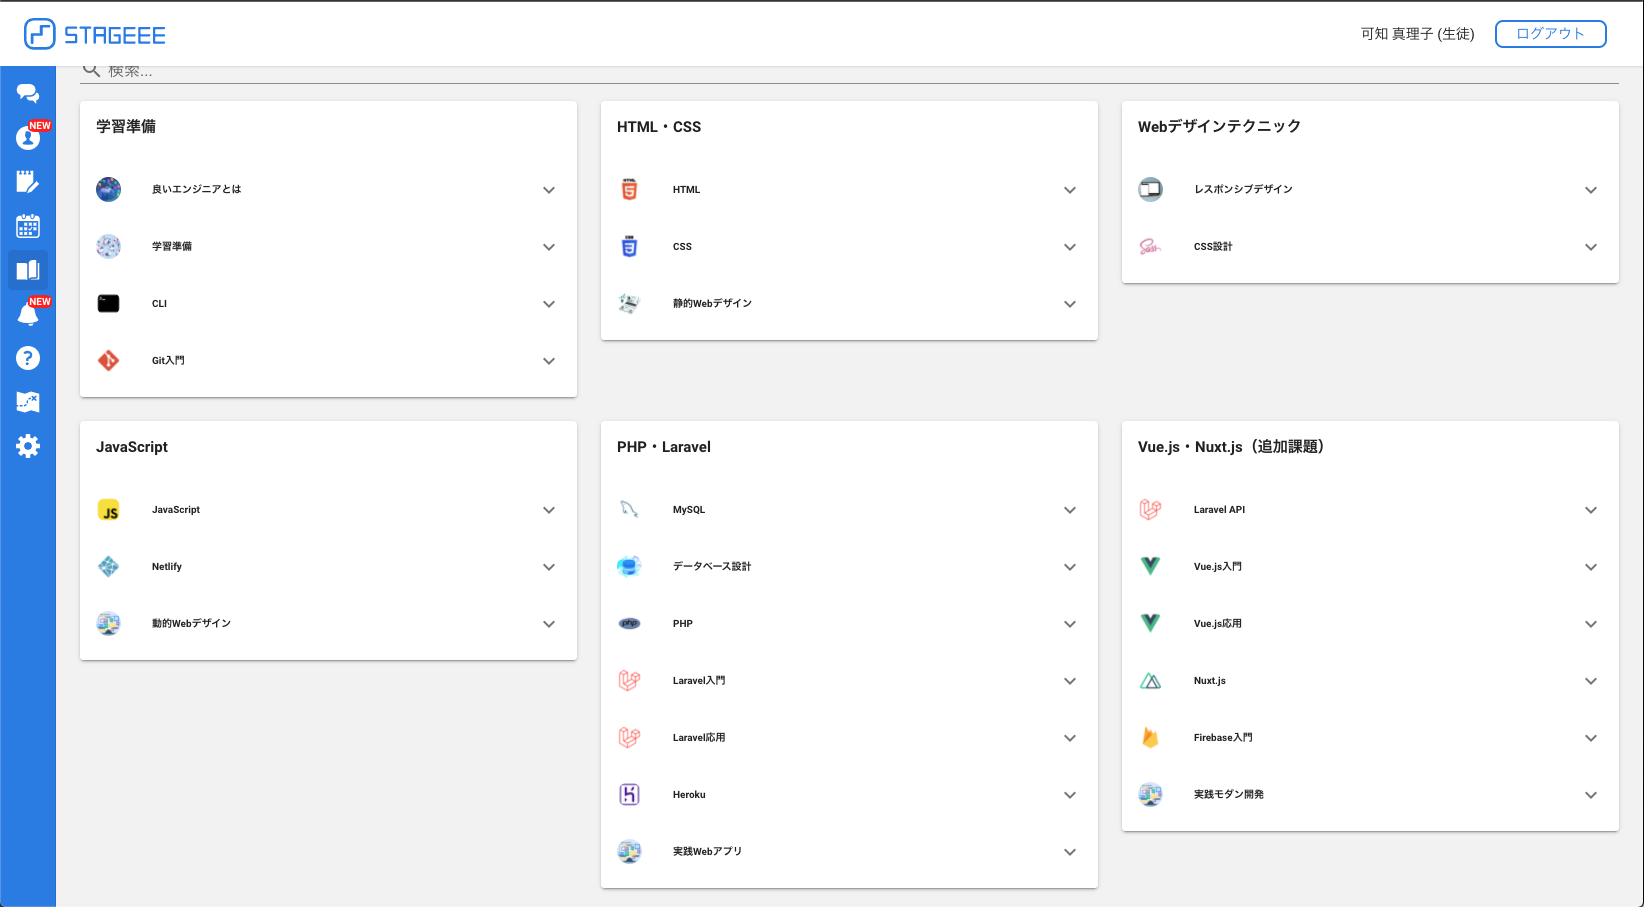 STAGEEE
可知 真理子 (生徒)
ログアウト
検索...
NEW
NEW
学習準備
良いエンジニアとは
学習準備
CLI
Git入門
HTML・CSS
HTML
CSS
静的Webデザイン
Webデザインテクニック
レスポンシブデザイン
CSS設計
JavaScript
JS
JavaScript
Netlify
動的Webデザイン
PHP・Laravel
MySQL
データベース設計
php
PHP
Laravel入門
Laravel応用
Heroku
実践Webアプリ
Vue.js・Nuxt.js（追加課題）
Laravel API
Vue.js入門
Vue.js応用
Nuxt.js
Firebase入門
実践モダン開発